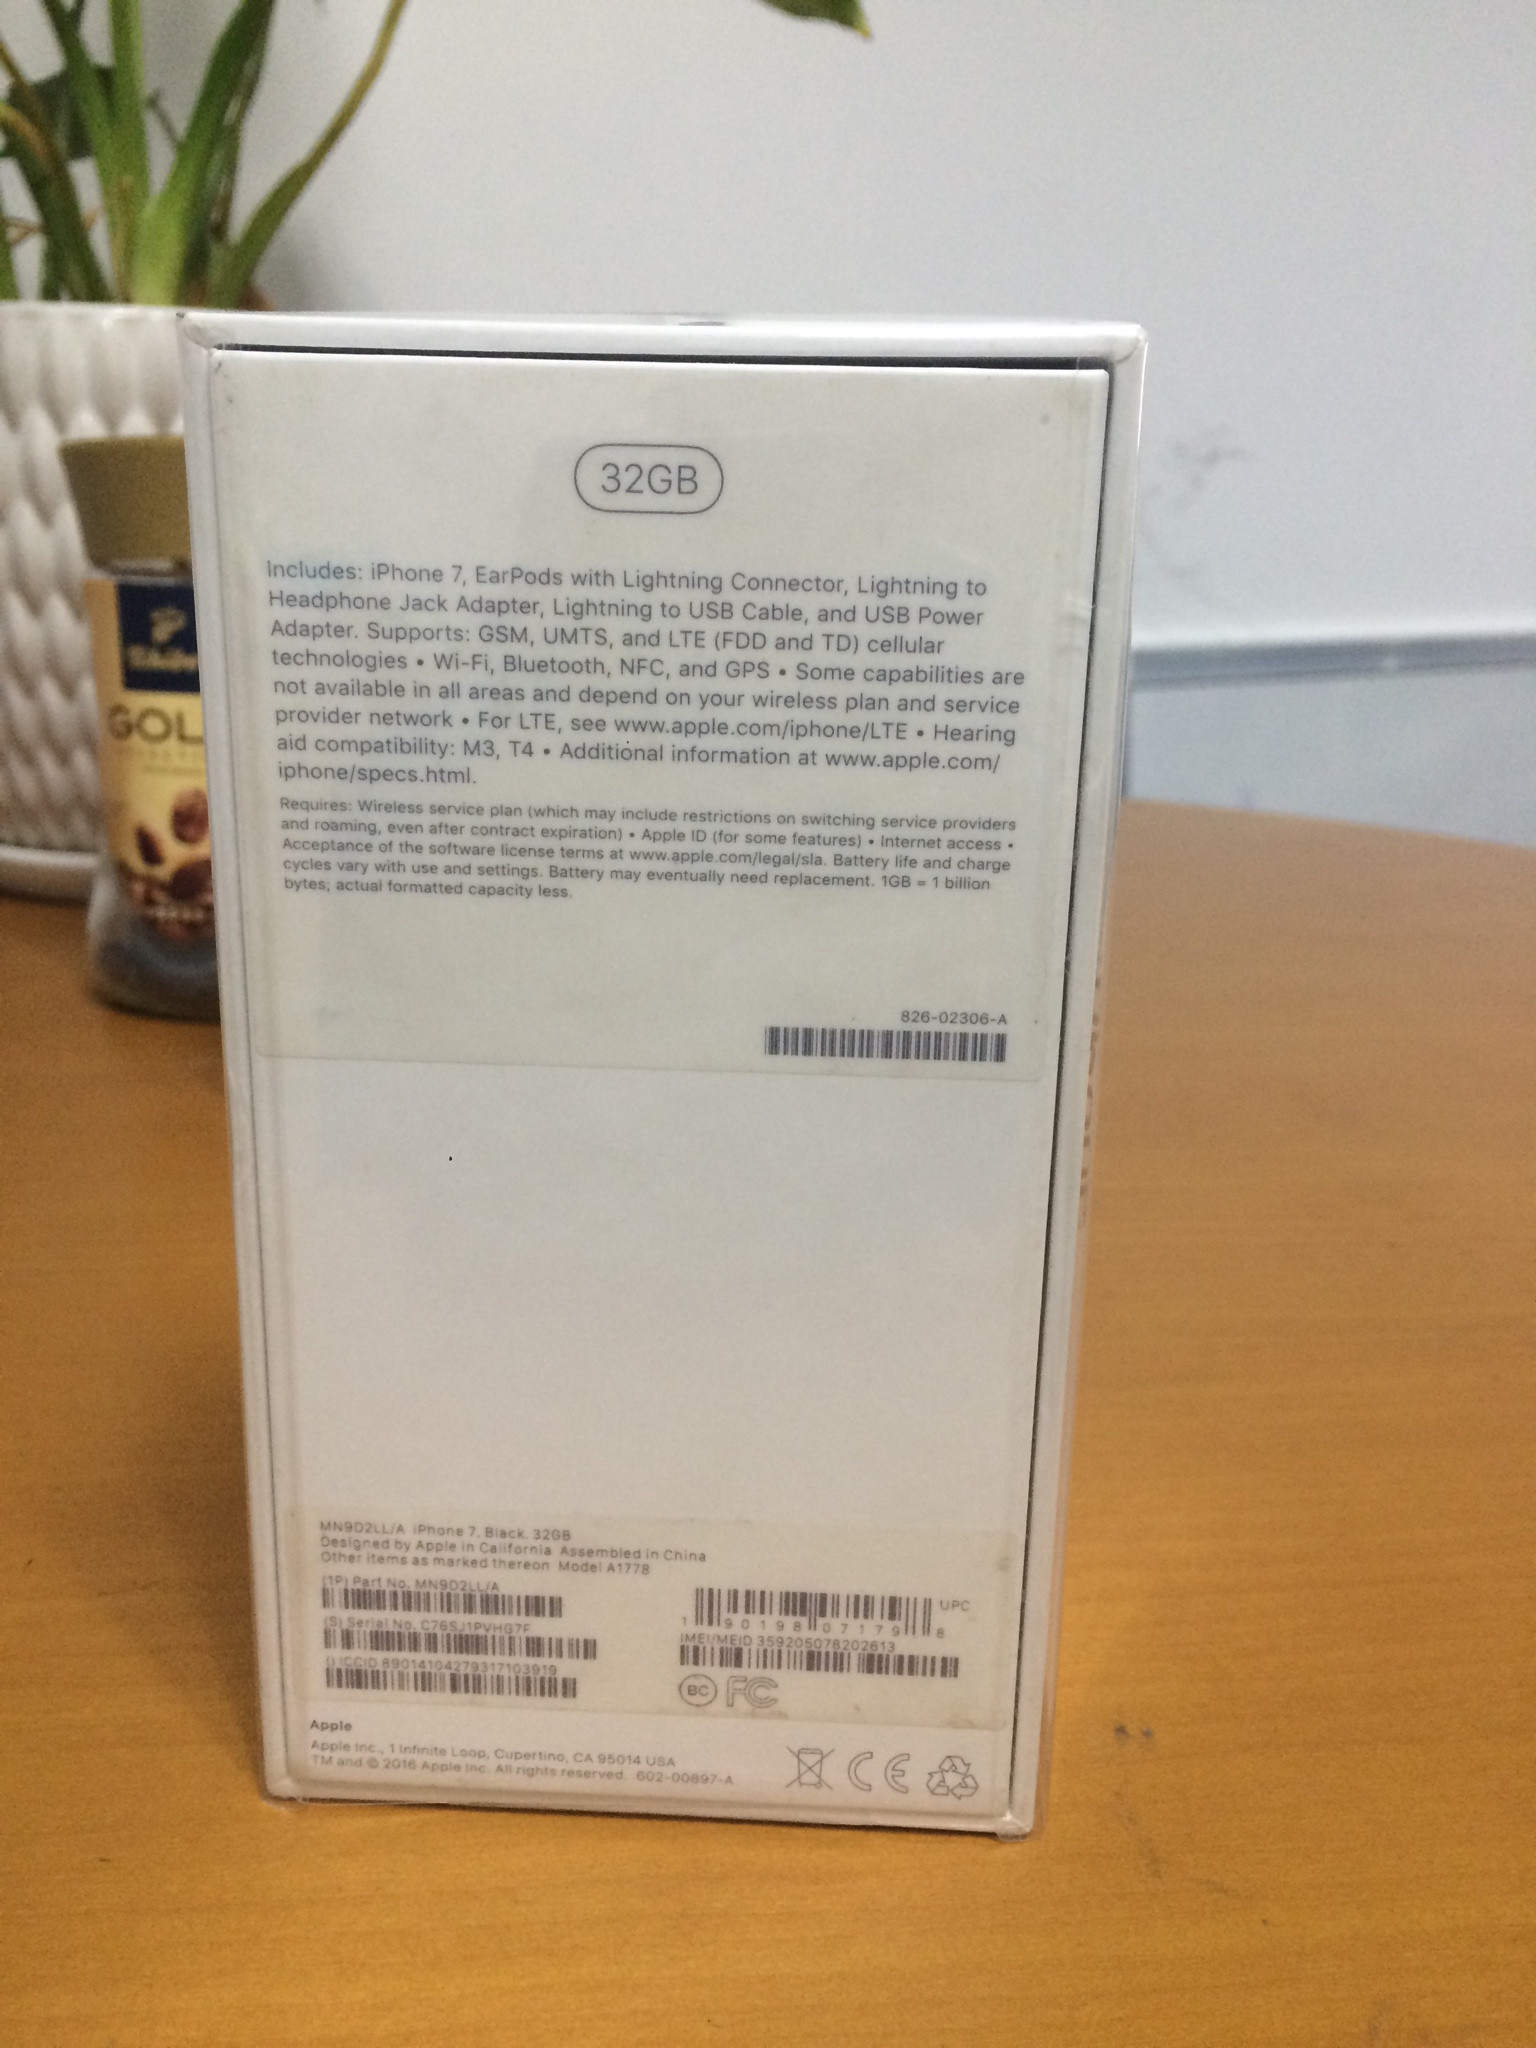 32GB
Includes: iPhone 7, EarPods with Lightning Connector, Lightning to
Headphone Jack Adapter, Lightning to USB Cable, and USB Power
Adapter. Supports: GSM, UMTS, and LTE (FDD and TD) cellular
technologies • Wi-Fi, Bluetooth, NFC, and GPS • Some capabilities are
not available in all areas and depend on your wireless plan and service
provider network • For LTE, see www.apple.com/iphone/LTE • Hearing
aid compatibility: M3, T4 • Additional information at www.apple.com/
iphone/specs.html.
Requires: Wireless service plan (which may include restrictions on switching service providers
and roaming, even after contract expiration) • Apple ID (for some features) • Internet access •
Acceptance of the software license terms at www.apple.com/legal/sla. Battery life and charge
cycles vary with use and settings. Battery may eventually need replacement. 1GB = 1 billion
bytes; actual formatted capacity less.
826-02306-A
MN9D2LL/A iPhone 7, Black, 32GB
Designed by Apple in California Assembled in China
Other items as marked thereon Model A1778
(1P) Part No. MN9D2LL/A
(S) Serial No. C76SJ1PVHG7F
() ICCID 89014104279317103919
UPC
1 90198 07179 8
IMEI/MEID 359205078202613
BC FC
Apple
Apple Inc., 1 Infinite Loop, Cupertino, CA 95014 USA
TM and © 2016 Apple Inc. All rights reserved. 602-00897-A
CE
GOL